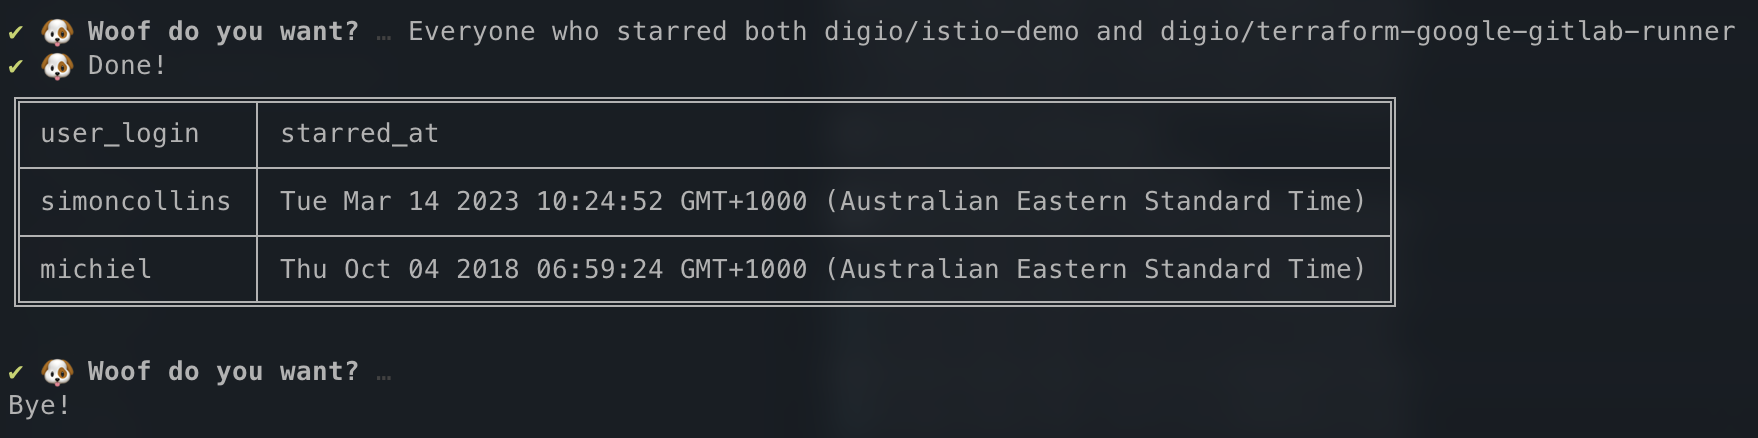 ✔ 🐶 Woof do you want? … Everyone who starred both digio/istio-demo and digio/terraform-google-gitlab-runner
✔ 🐶 Done!
user_login starred_at
simoncollins Tue Mar 14 2023 10:24:52 GMT+1000 (Australian Eastern Standard Time)
michiel Thu Oct 04 2018 06:59:24 GMT+1000 (Australian Eastern Standard Time)
✔ 🐶 Woof do you want? …
Bye!